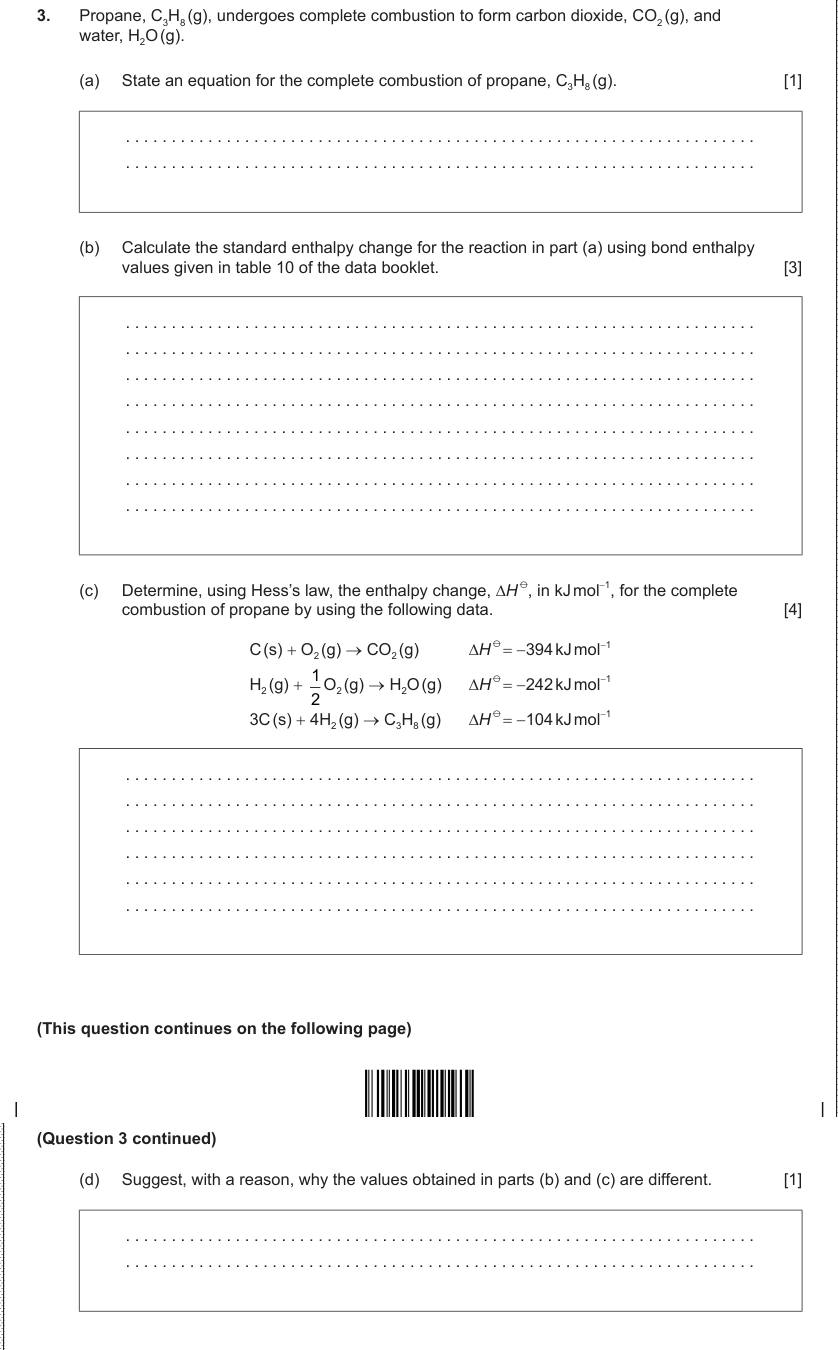 3. Propane, C₃H₈(g), undergoes complete combustion to form carbon dioxide, CO₂(g), and
water, H₂O(g).
(a) State an equation for the complete combustion of propane, C₃H₈(g). [1]
(b) Calculate the standard enthalpy change for the reaction in part (a) using bond enthalpy
values given in table 10 of the data booklet. [3]
(c) Determine, using Hess's law, the enthalpy change, ΔH⦵, in kJ mol⁻¹, for the complete
combustion of propane by using the following data. [4]
C(s) + O₂(g) → CO₂(g) ΔH⦵ = −394 kJ mol⁻¹
H₂(g) + 1/2 O₂(g) → H₂O(g) ΔH⦵ = −242 kJ mol⁻¹
3C(s) + 4H₂(g) → C₃H₈(g) ΔH⦵ = −104 kJ mol⁻¹
(This question continues on the following page)
(Question 3 continued)
(d) Suggest, with a reason, why the values obtained in parts (b) and (c) are different. [1]